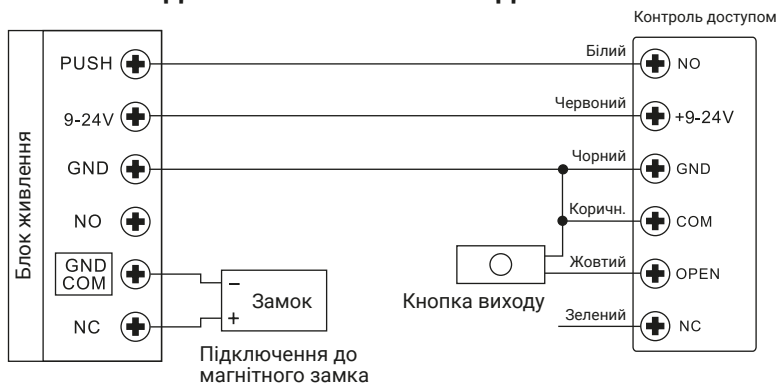 Контроль доступом
Блок живлення
PUSH
9-24V
GND
NO
GND
COM
NC
Білий
Червоний
Чорний
Коричн.
Жовтий
Зелений
NO
+9-24V
GND
COM
OPEN
NC
−
+
Замок
Кнопка виходу
Підключення до
магнітного замка